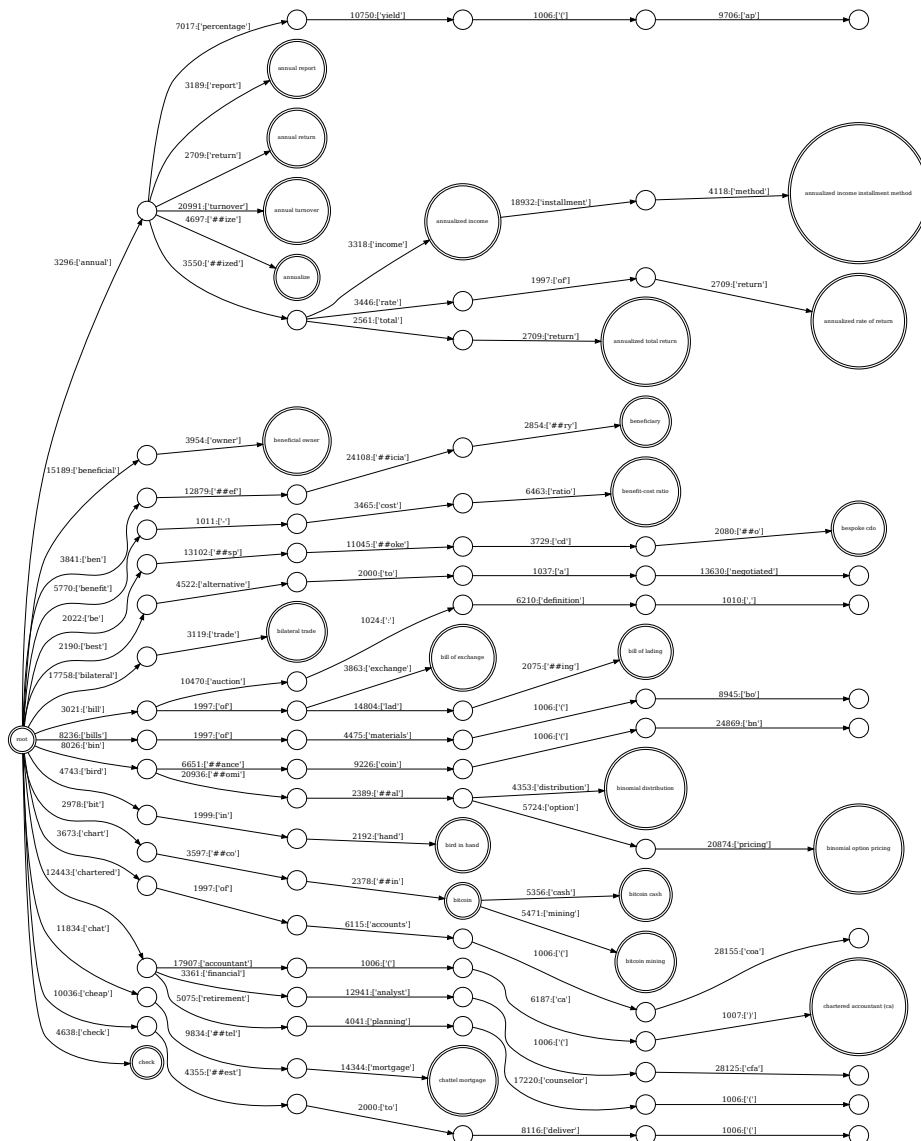 7017:['percentage']
10750:['yield']
1006:['(']
9706:['ap']
annual report
3189:['report']
annual return
2709:['return']
20991:['turnover']
annual turnover
4697:['##ize']
annualize
3296:['annual']
3550:['##ized']
3318:['income']
annualized income
18932:['installment']
4118:['method']
annualized income installment method
3446:['rate']
1997:['of']
2709:['return']
annualized rate of return
2561:['total']
2709:['return']
annualized total return
15189:['beneficial']
3954:['owner']
beneficial owner
12879:['##ef']
24108:['##icia']
2854:['##ry']
beneficiary
3841:['ben']
1011:['-']
3465:['cost']
6463:['ratio']
benefit-cost ratio
5770:['benefit']
13102:['##sp']
11045:['##oke']
3729:['cd']
2080:['##o']
bespoke cdo
2022:['be']
4522:['alternative']
2000:['to']
1037:['a']
13630:['negotiated']
2190:['best']
1024:[':']
6210:['definition']
1010:[',']
17758:['bilateral']
3119:['trade']
bilateral trade
10470:['auction']
3863:['exchange']
bill of exchange
2075:['##ing']
bill of lading
3021:['bill']
1997:['of']
14804:['lad']
root
8236:['bills']
1997:['of']
4475:['materials']
1006:['(']
8945:['bo']
8026:['bin']
6651:['##ance']
9226:['coin']
1006:['(']
24869:['bn']
4743:['bird']
20936:['##omi']
2389:['##al']
4353:['distribution']
binomial distribution
5724:['option']
20874:['pricing']
binomial option pricing
2978:['bit']
1999:['in']
2192:['hand']
bird in hand
3673:['chart']
3597:['##co']
2378:['##in']
bitcoin
5356:['cash']
bitcoin cash
12443:['chartered']
1997:['of']
6115:['accounts']
5471:['mining']
bitcoin mining
1006:['(']
28155:['coa']
11834:['chat']
17907:['accountant']
1006:['(']
6187:['ca']
1007:[')']
chartered accountant (ca)
3361:['financial']
12941:['analyst']
1006:['(']
28125:['cfa']
10036:['cheap']
5075:['retirement']
4041:['planning']
17220:['counselor']
1006:['(']
4638:['check']
check
9834:['##tel']
14344:['mortgage']
chattel mortgage
4355:['##est']
2000:['to']
8116:['deliver']
1006:['(']